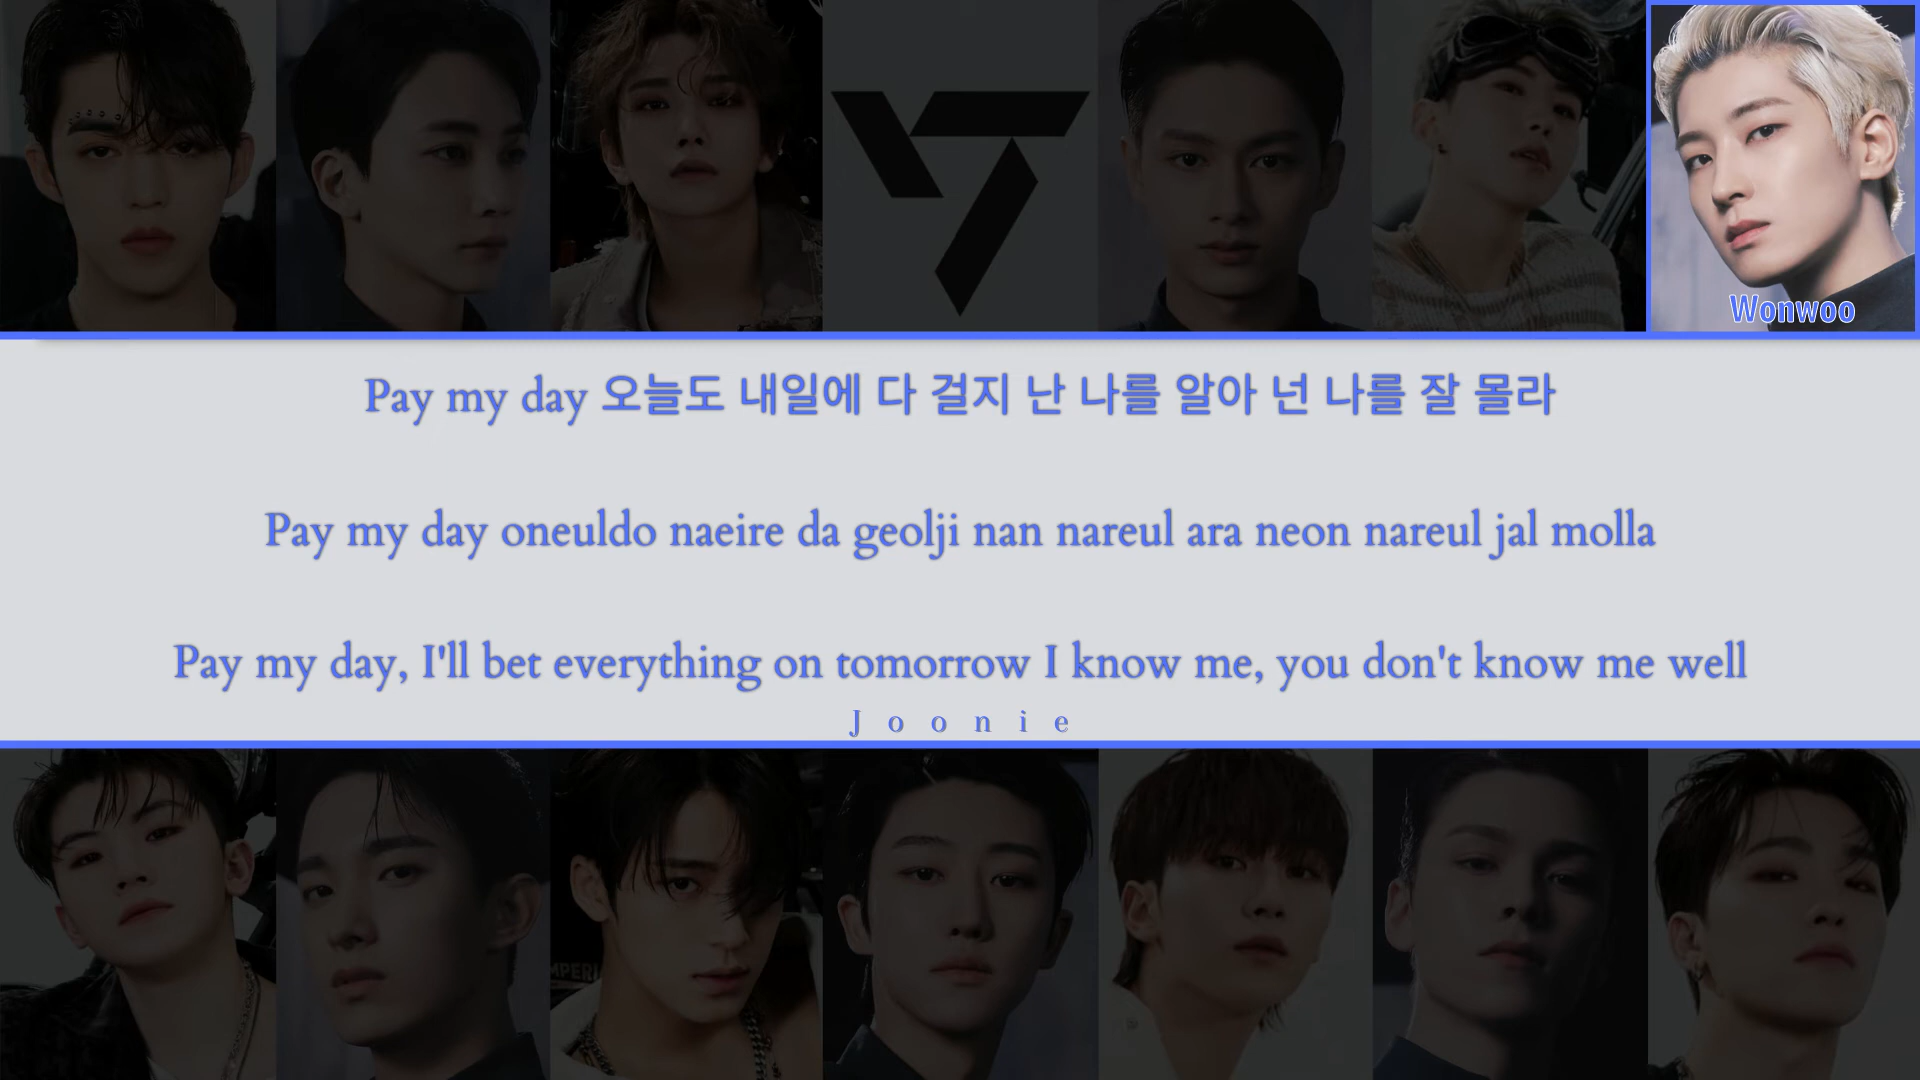 Wonwoo
Pay my day 오늘도 내일에 다 걸지 난 나를 알아 넌 나를 잘 몰라
Pay my day oneuldo naeire da geolji nan nareul ara neon nareul jal molla
Pay my day, I'll bet everything on tomorrow I know me, you don't know me well
Joonie